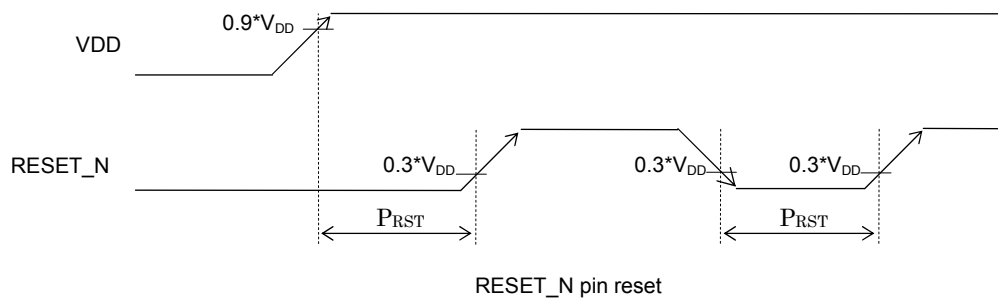 0.9*VDD
VDD
RESET_N
0.3*VDD
0.3*VDD
0.3*VDD
PRST
PRST
RESET_N pin reset